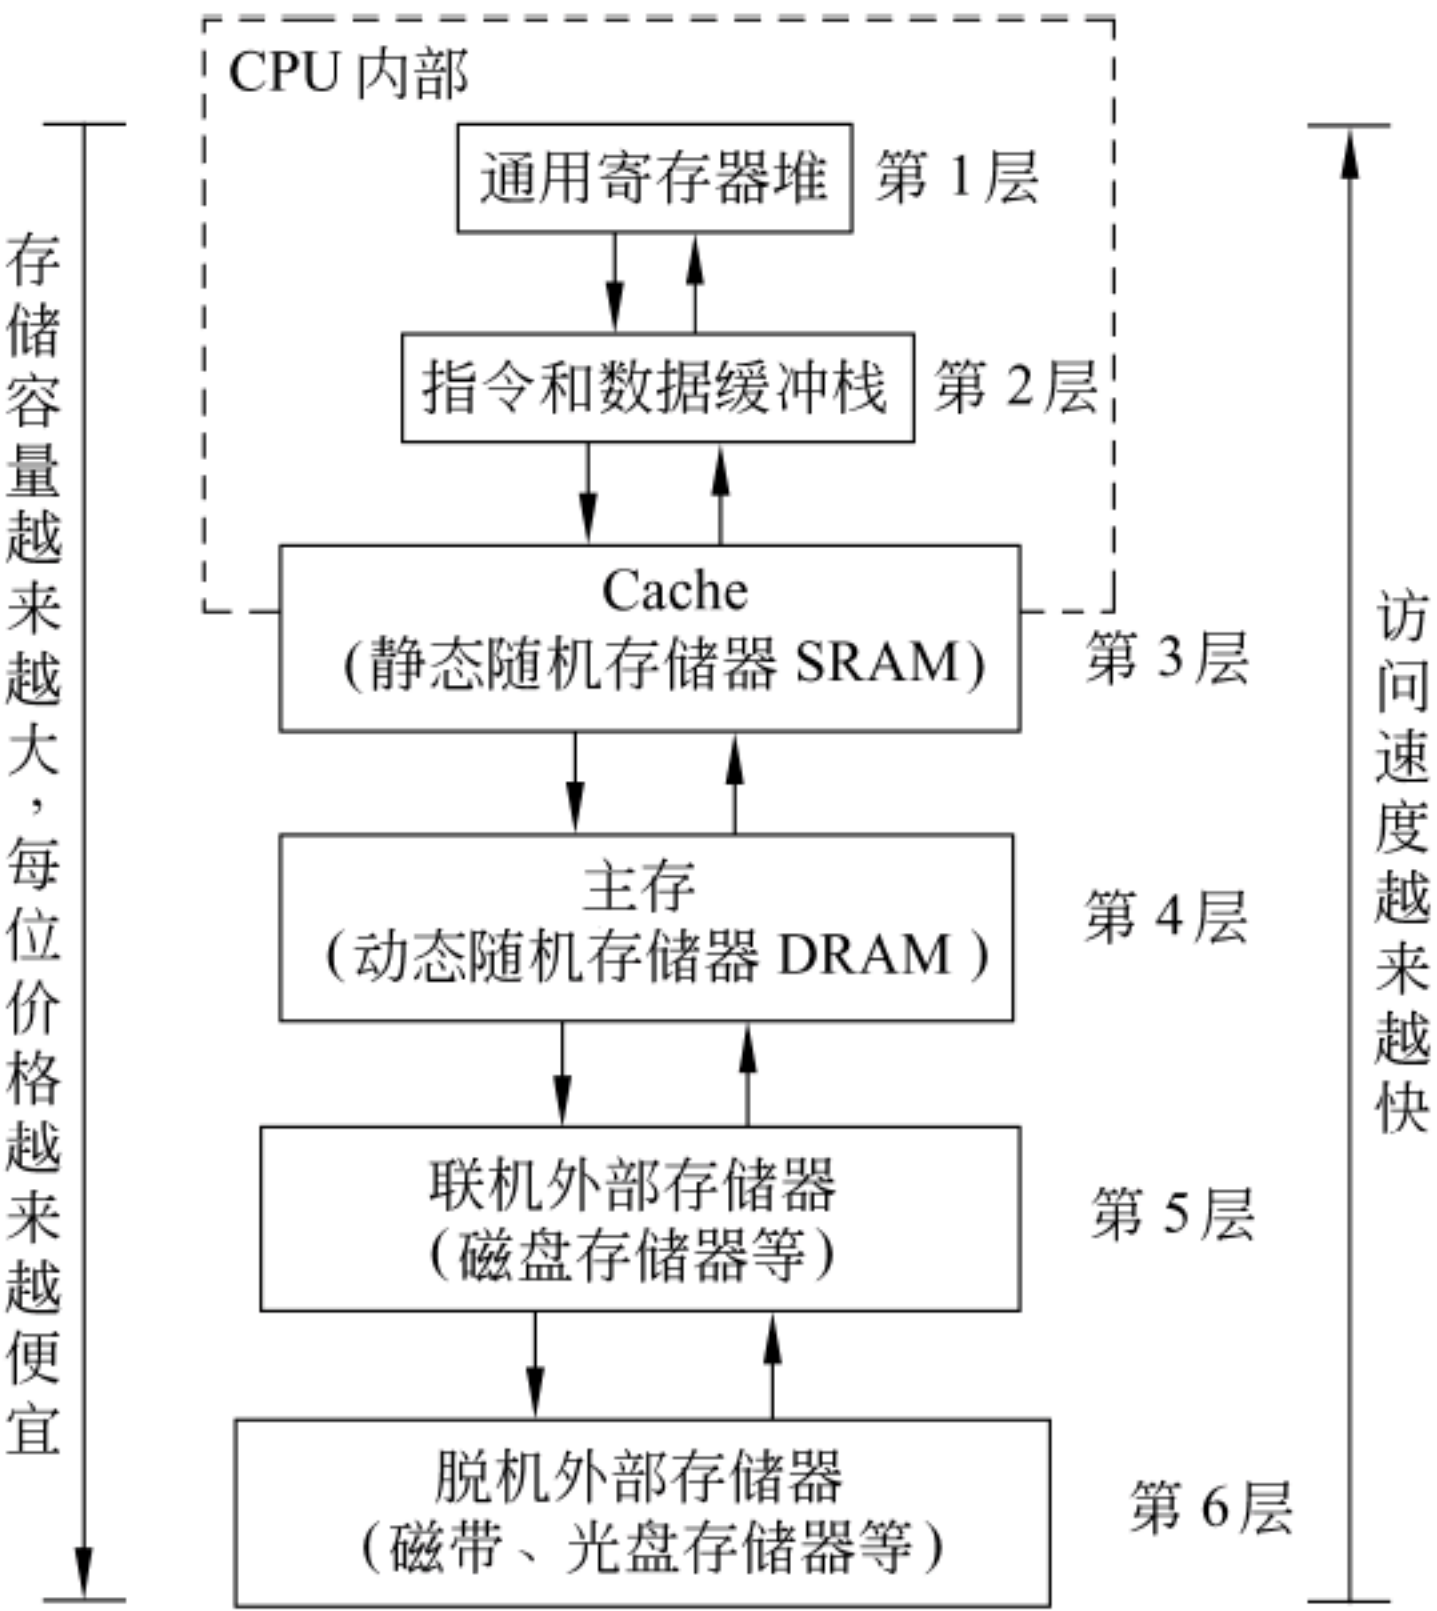 CPU 内部
通用寄存器堆
第 1 层
指令和数据缓冲栈
第 2 层
Cache
(静态随机存储器 SRAM)
第 3 层
主存
(动态随机存储器 DRAM )
第 4 层
联机外部存储器
(磁盘存储器等)
第 5 层
脱机外部存储器
(磁带、光盘存储器等)
第 6 层
存储容量越来越大,每位价格越来越便宜
访问速度越来越快